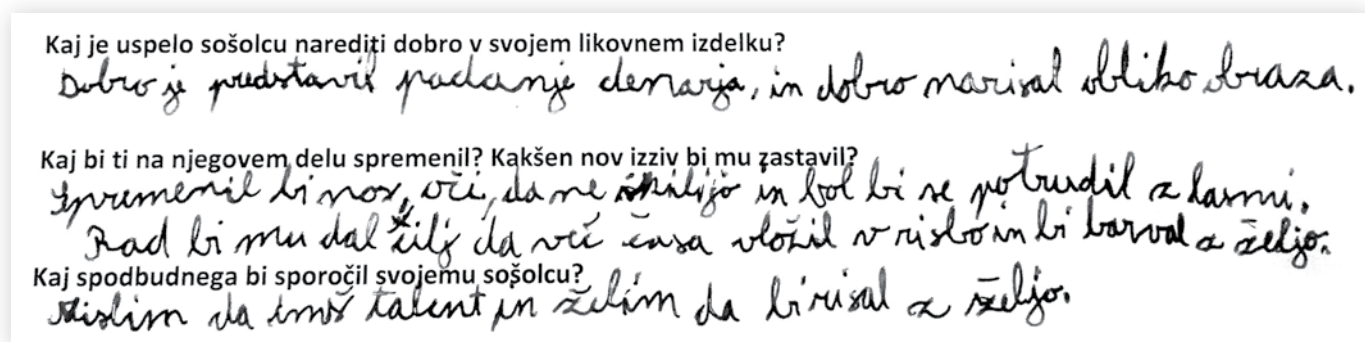 Kaj je uspelo sošolcu narediti dobro v svojem likovnem izdelku?
Dobro je predstavil padanje denarja, in dobro narisal obliko obraza.
Kaj bi ti na njegovem delu spremenil? Kakšen nov izziv bi mu zastavil?
Spremenil bi nos, oči, da ne škilijo in bol bi se potrudil z lasmi.
Rad bi mu dal žilj da več časa vložil v risbo in bi barval z željo.
Kaj spodbudnega bi sporočil svojemu sošolcu?
Mislim da imš talent in želim da bi risal z željo.